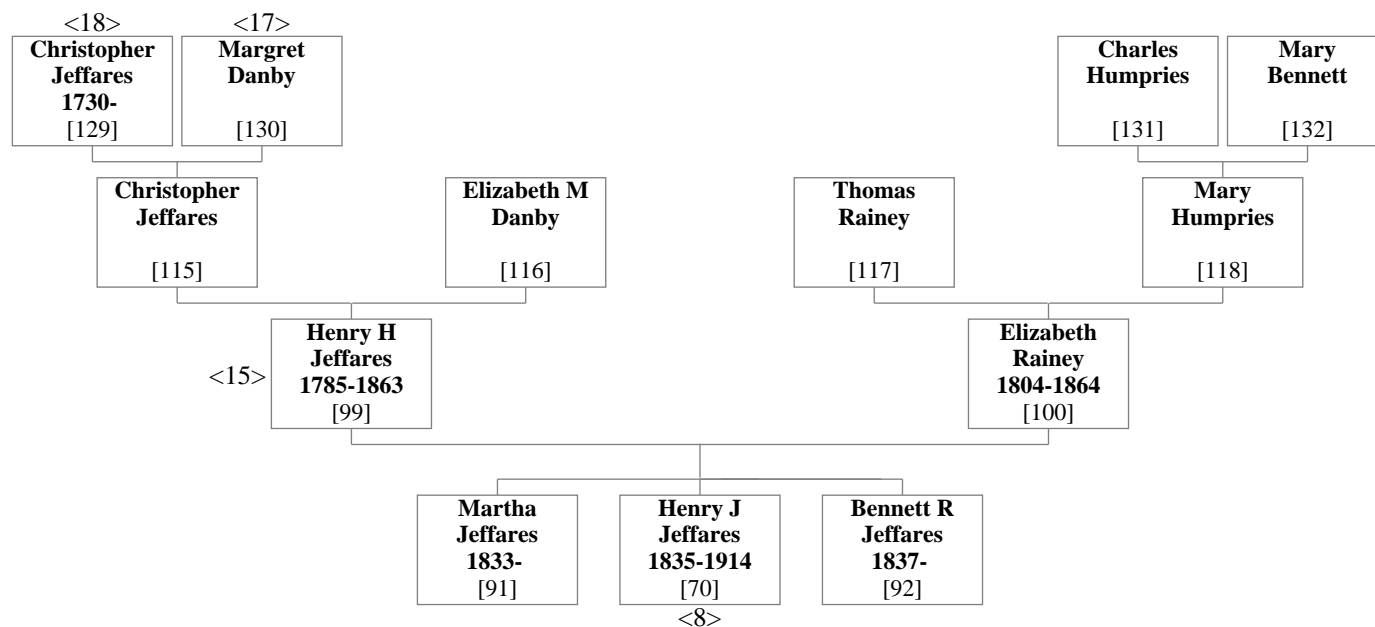 <18>
<17>
Christopher
Jeffares
1730-
[129]
Margret
Danby
[130]
Charles
Humpries
[131]
Mary
Bennett
[132]
Christopher
Jeffares
[115]
Elizabeth M
Danby
[116]
Thomas
Rainey
[117]
Mary
Humpries
[118]
<15>
Henry H
Jeffares
1785-1863
[99]
Elizabeth
Rainey
1804-1864
[100]
Martha
Jeffares
1833-
[91]
Henry J
Jeffares
1835-1914
[70]
Bennett R
Jeffares
1837-
[92]
<8>